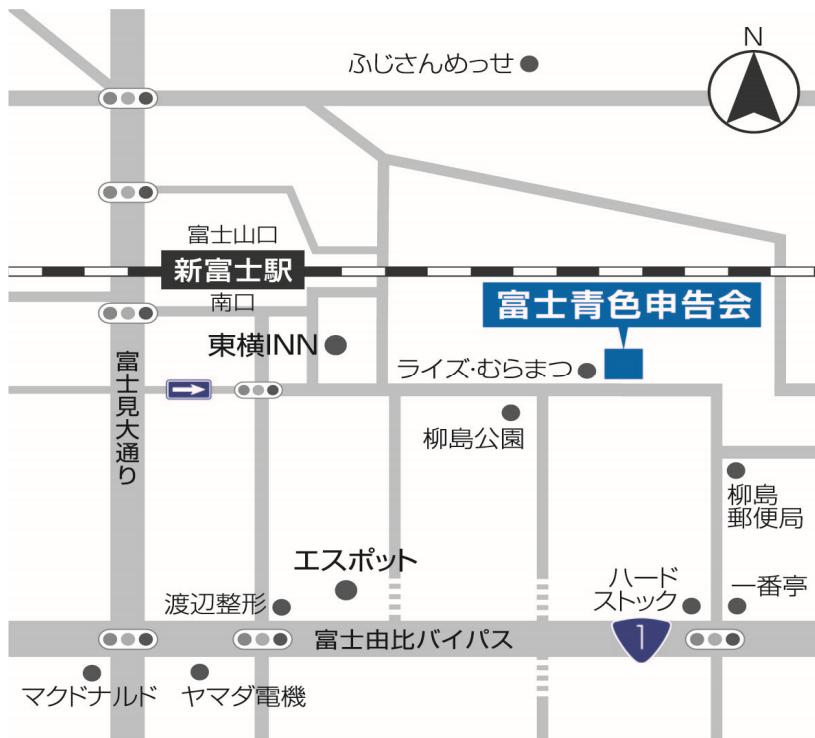 N
ふじさんめっせ
富士山口
新富士駅
南口
富士青色申告会
東横INN
ライズ・むらまつ
富士見大通り
柳島公園
柳島
郵便局
エスポット
渡辺整形
ハード
ストック
一番亭
富士由比バイパス
1
マクドナルド
ヤマダ電機